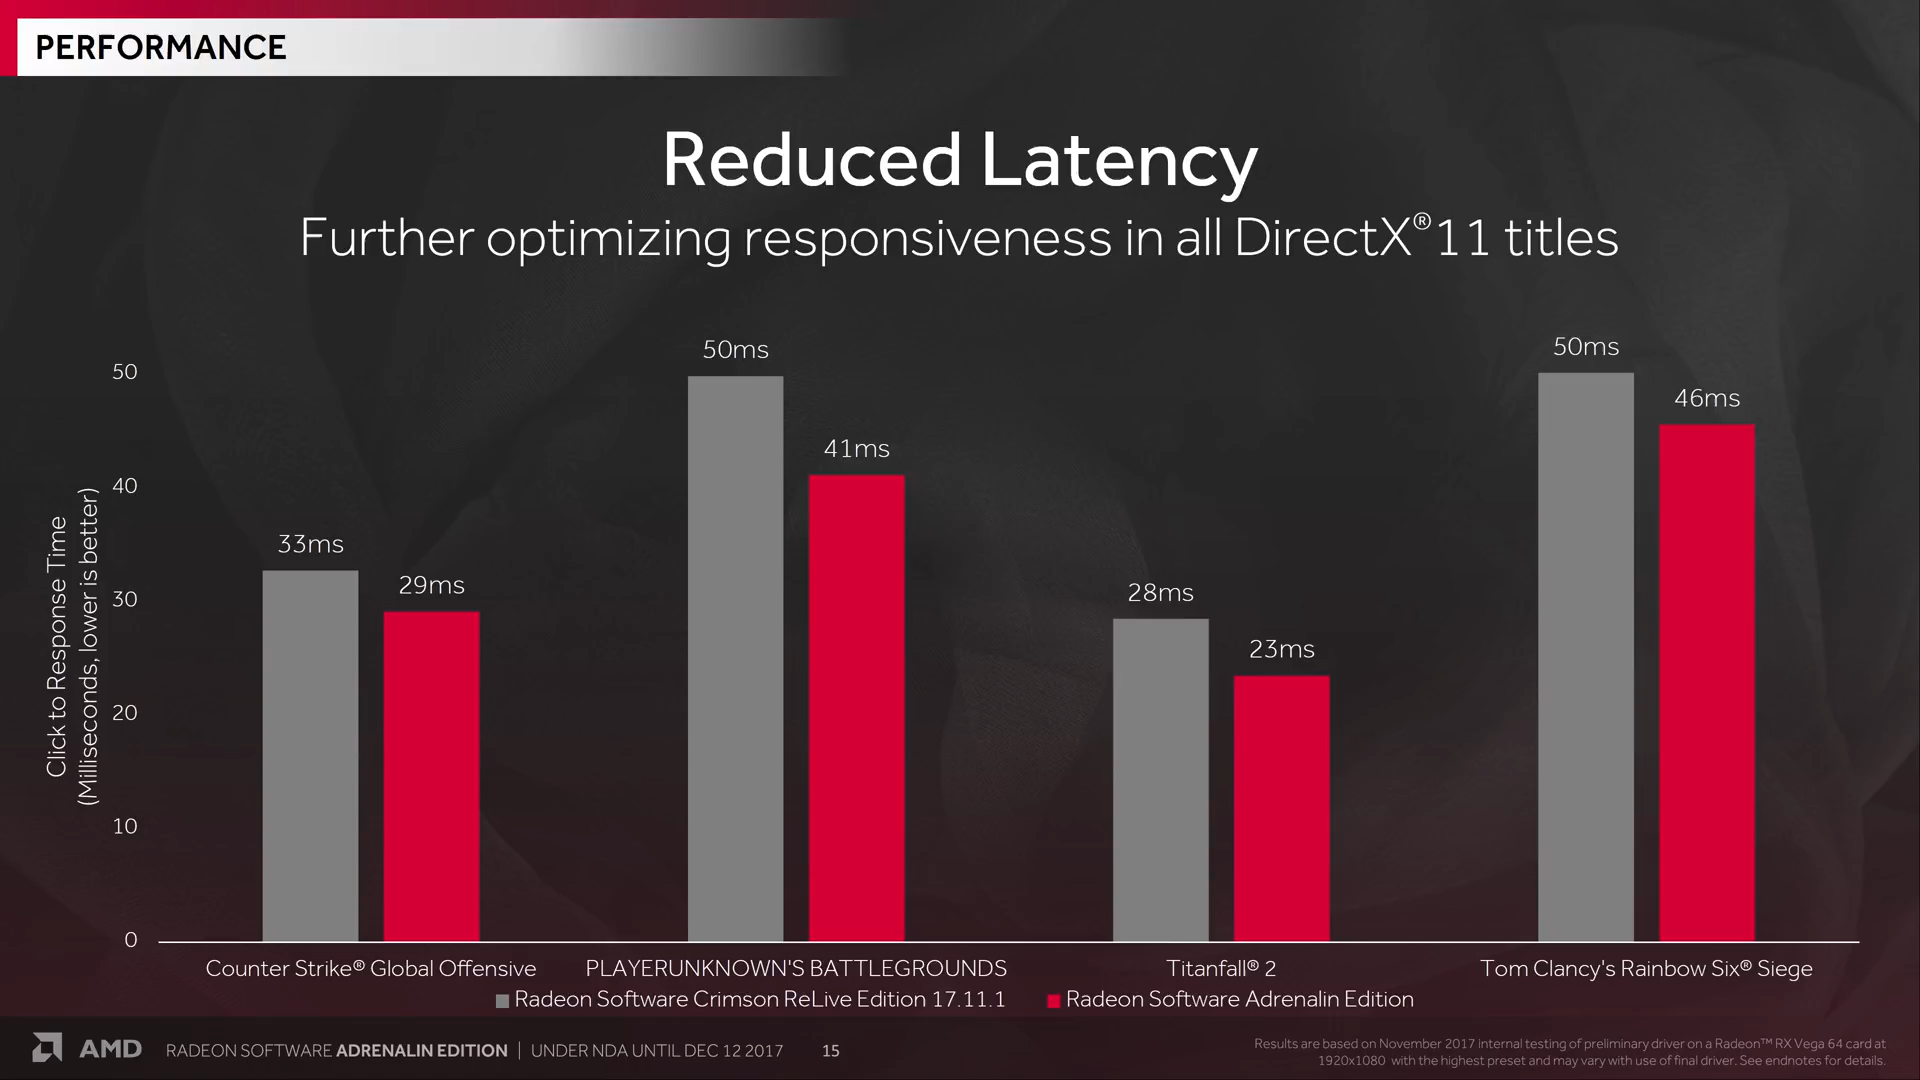 PERFORMANCE
Reduced Latency
Further optimizing responsiveness in all DirectX®11 titles
Click to Response Time
(Milliseconds, lower is better)
50
40
30
20
10
0
33ms
29ms
50ms
41ms
28ms
23ms
50ms
46ms
Counter Strike® Global Offensive
PLAYERUNKNOWN'S BATTLEGROUNDS
Titanfall® 2
Tom Clancy's Rainbow Six® Siege
Radeon Software Crimson ReLive Edition 17.11.1
Radeon Software Adrenalin Edition
AMD
RADEON SOFTWARE ADRENALIN EDITION | UNDER NDA UNTIL DEC 12 2017 15
Results are based on November 2017 internal testing of preliminary driver on a Radeon™ RX Vega 64 card at
1920x1080 with the highest preset and may vary with use of final driver. See endnotes for details.